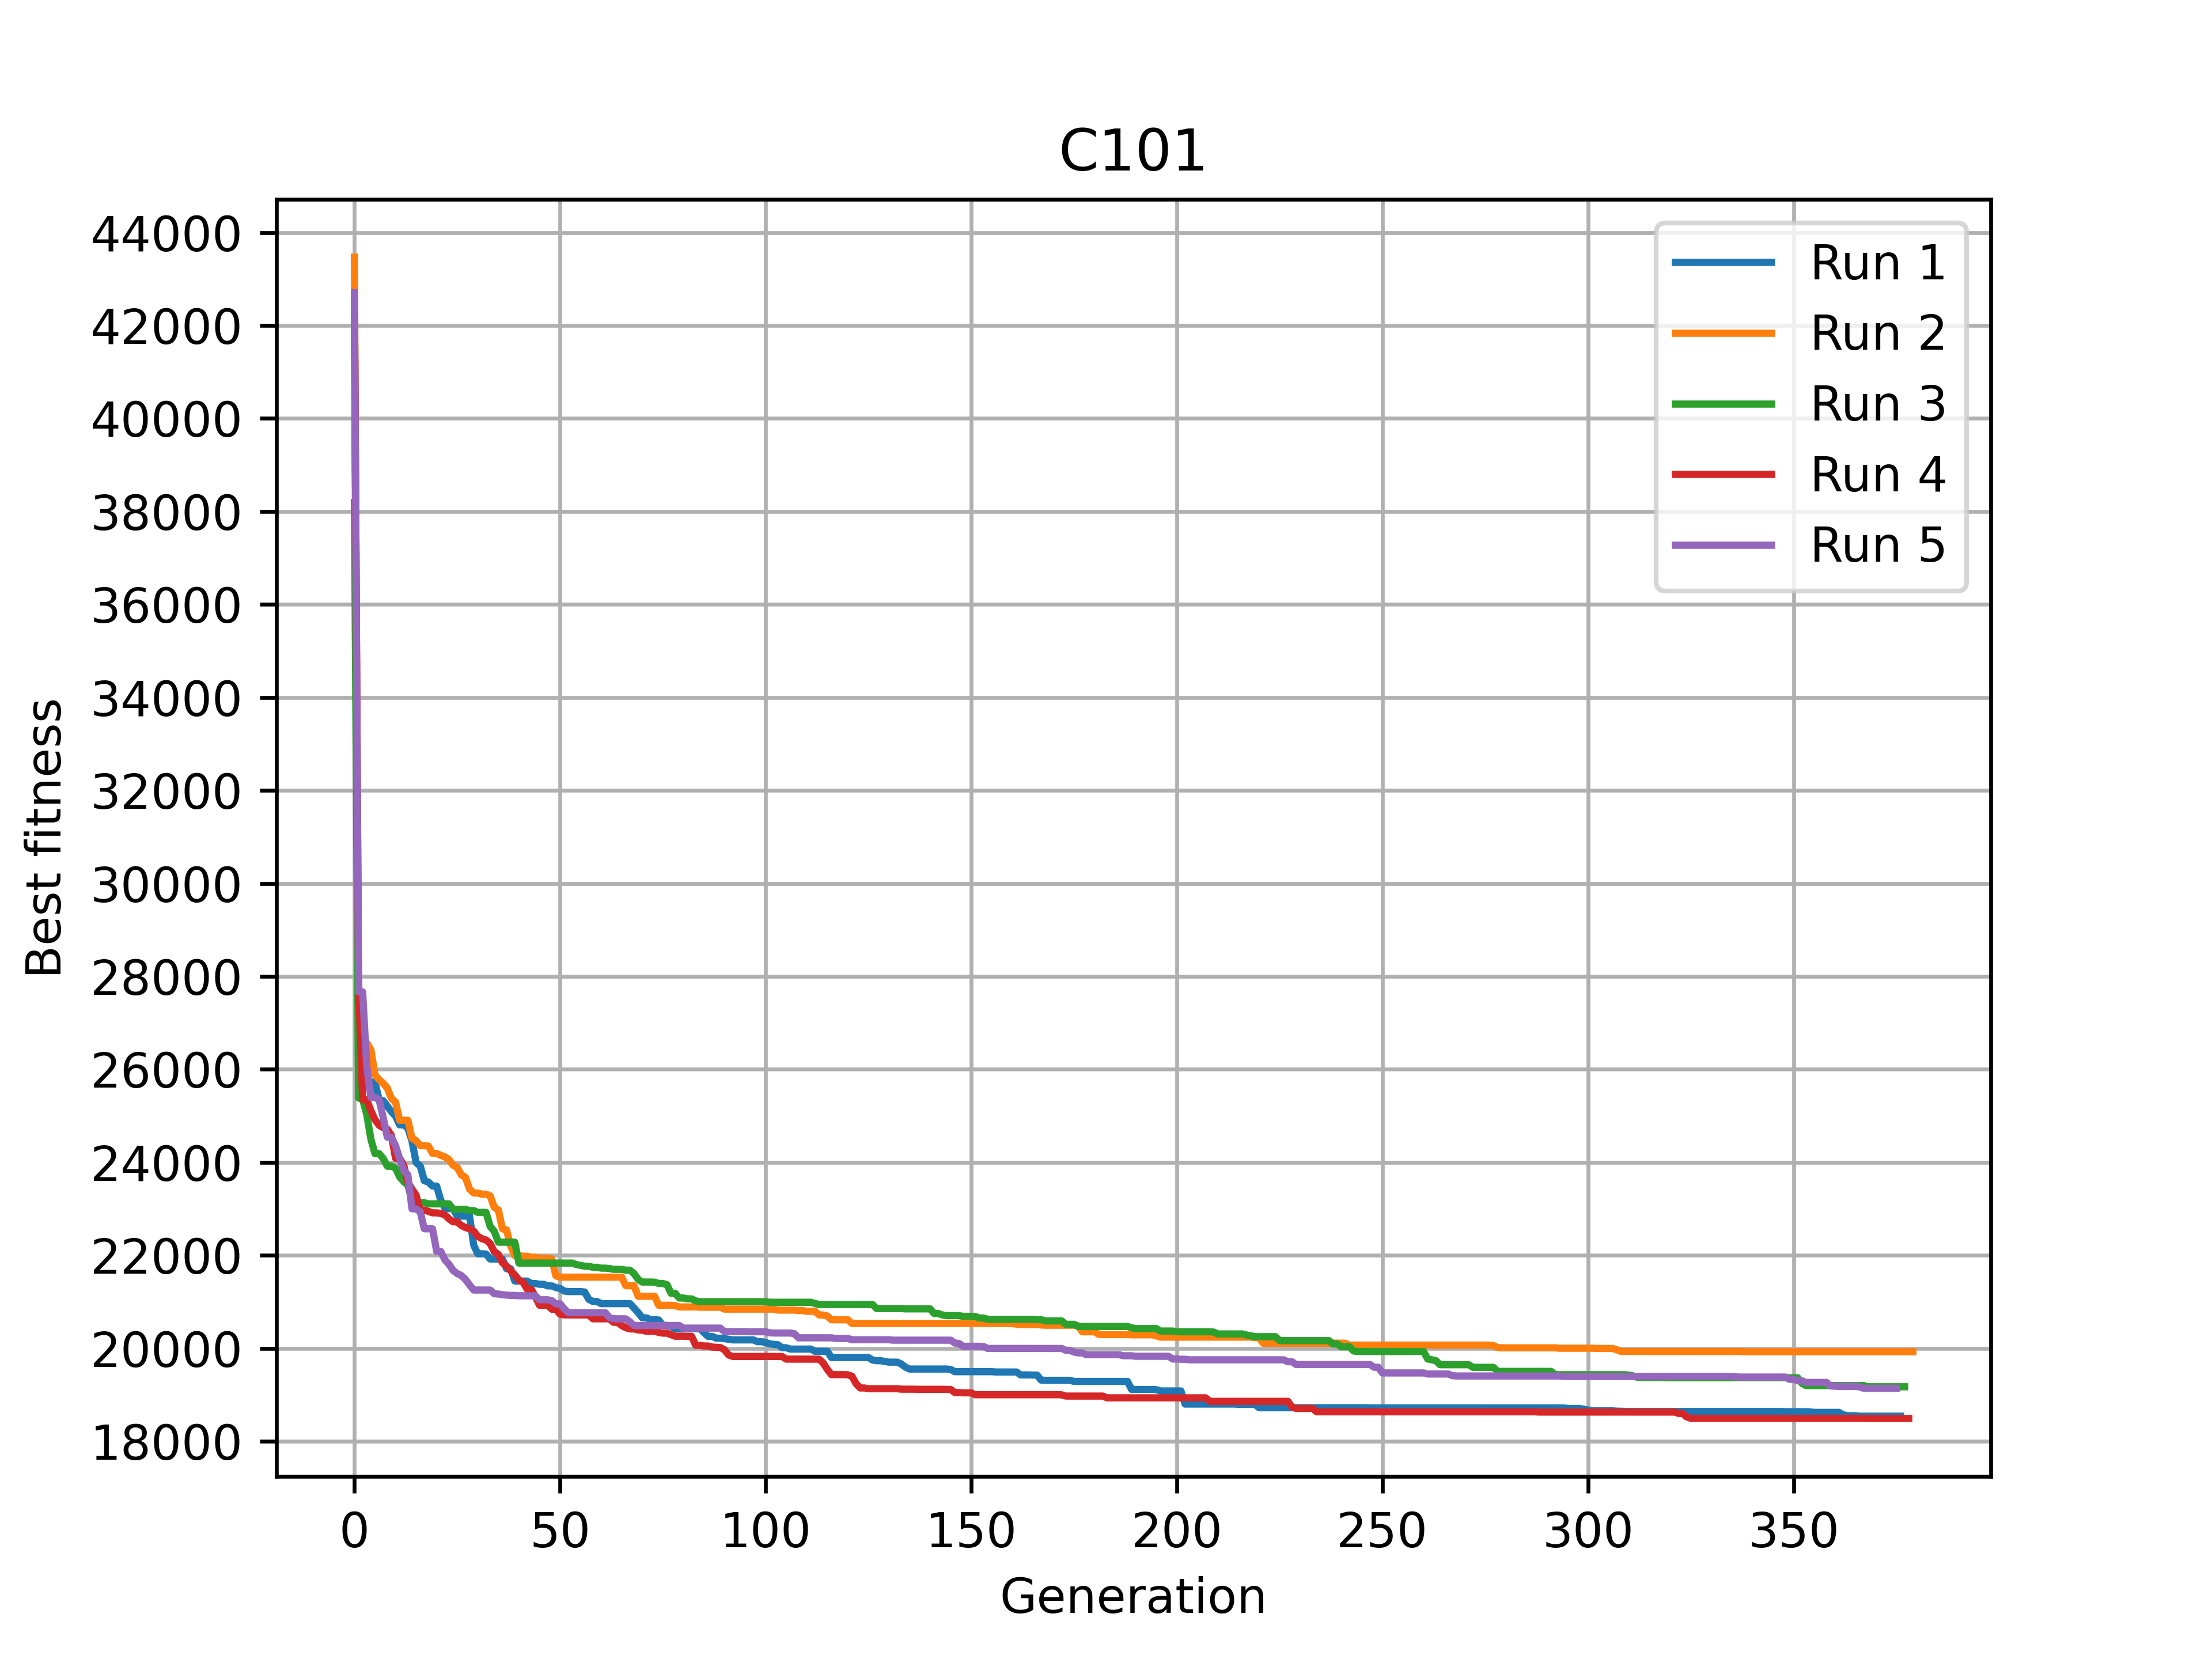 C101
44000
42000
40000
38000
36000
34000
32000
30000
28000
26000
24000
22000
20000
18000
Best fitness
Run 1
Run 2
Run 3
Run 4
Run 5
0 50 100 150 200 250 300 350
Generation